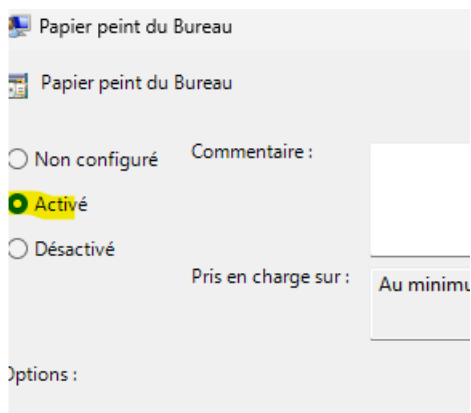 Papier peint du Bureau
Papier peint du Bureau
Non configuré
Commentaire :
Activé
Désactivé
Pris en charge sur :
Au minimu
Options :